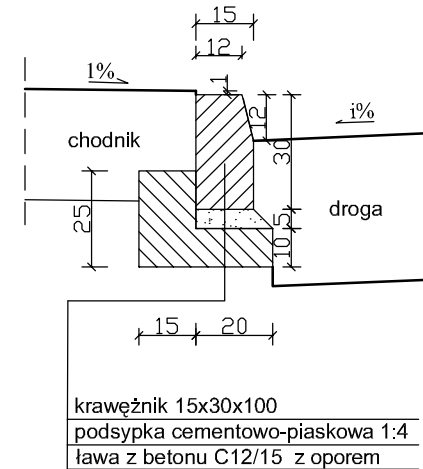 15
12
1%
1
12
i%
chodnik
30
25
droga
5
10
15
20
krawężnik 15x30x100
podsypka cementowo-piaskowa 1:4
ława z betonu C12/15 z oporem